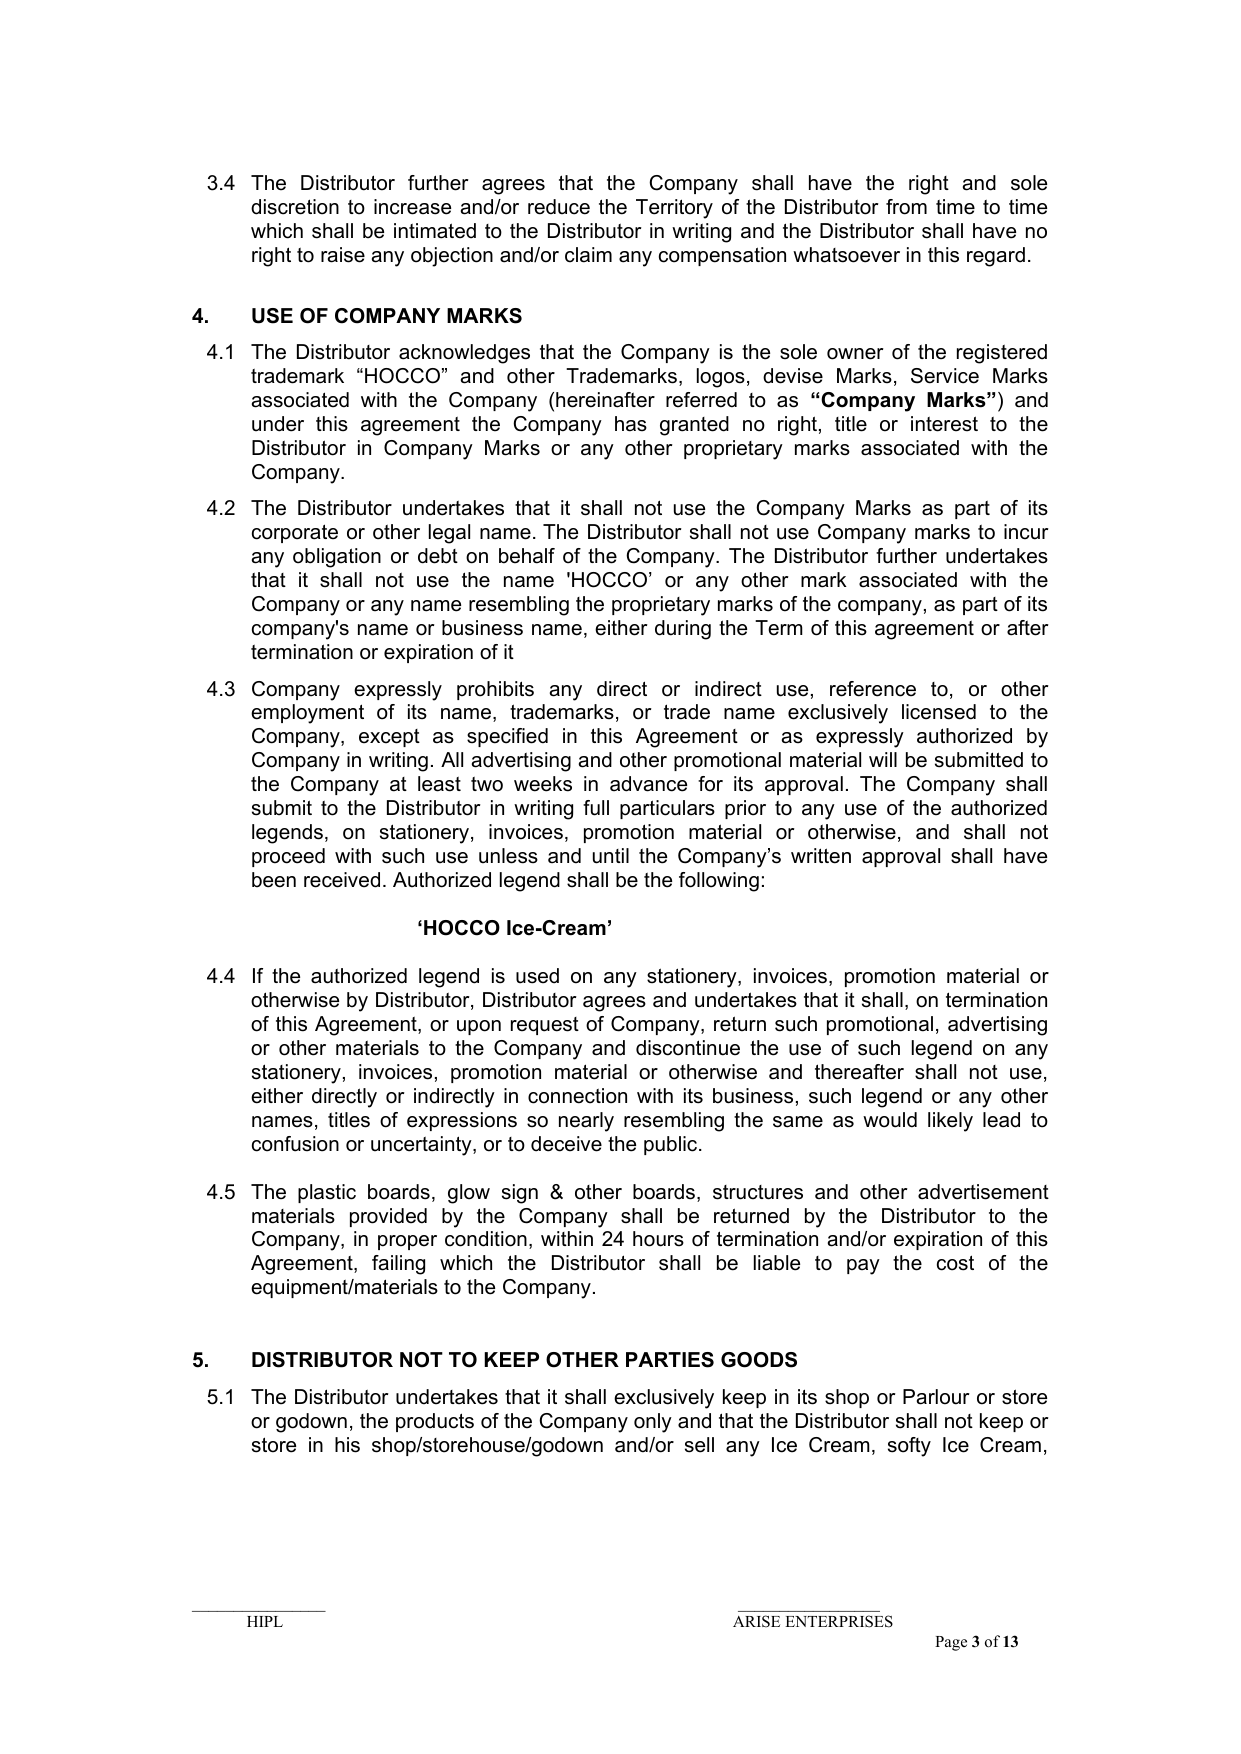 3.4 The Distributor further agrees that the Company shall have the right and sole
discretion to increase and/or reduce the Territory of the Distributor from time to time
which shall be intimated to the Distributor in writing and the Distributor shall have no
right to raise any objection and/or claim any compensation whatsoever in this regard.
4. USE OF COMPANY MARKS
4.1 The Distributor acknowledges that the Company is the sole owner of the registered
trademark “HOCCO” and other Trademarks, logos, devise Marks, Service Marks
associated with the Company (hereinafter referred to as “Company Marks”) and
under this agreement the Company has granted no right, title or interest to the
Distributor in Company Marks or any other proprietary marks associated with the
Company.
4.2 The Distributor undertakes that it shall not use the Company Marks as part of its
corporate or other legal name. The Distributor shall not use Company marks to incur
any obligation or debt on behalf of the Company. The Distributor further undertakes
that it shall not use the name 'HOCCO’ or any other mark associated with the
Company or any name resembling the proprietary marks of the company, as part of its
company's name or business name, either during the Term of this agreement or after
termination or expiration of it
4.3 Company expressly prohibits any direct or indirect use, reference to, or other
employment of its name, trademarks, or trade name exclusively licensed to the
Company, except as specified in this Agreement or as expressly authorized by
Company in writing. All advertising and other promotional material will be submitted to
the Company at least two weeks in advance for its approval. The Company shall
submit to the Distributor in writing full particulars prior to any use of the authorized
legends, on stationery, invoices, promotion material or otherwise, and shall not
proceed with such use unless and until the Company’s written approval shall have
been received. Authorized legend shall be the following:
‘HOCCO Ice-Cream’
4.4 If the authorized legend is used on any stationery, invoices, promotion material or
otherwise by Distributor, Distributor agrees and undertakes that it shall, on termination
of this Agreement, or upon request of Company, return such promotional, advertising
or other materials to the Company and discontinue the use of such legend on any
stationery, invoices, promotion material or otherwise and thereafter shall not use,
either directly or indirectly in connection with its business, such legend or any other
names, titles of expressions so nearly resembling the same as would likely lead to
confusion or uncertainty, or to deceive the public.
4.5 The plastic boards, glow sign & other boards, structures and other advertisement
materials provided by the Company shall be returned by the Distributor to the
Company, in proper condition, within 24 hours of termination and/or expiration of this
Agreement, failing which the Distributor shall be liable to pay the cost of the
equipment/materials to the Company.
5. DISTRIBUTOR NOT TO KEEP OTHER PARTIES GOODS
5.1 The Distributor undertakes that it shall exclusively keep in its shop or Parlour or store
or godown, the products of the Company only and that the Distributor shall not keep or
store in his shop/storehouse/godown and/or sell any Ice Cream, softy Ice Cream,
HIPL ARISE ENTERPRISES
Page 3 of 13